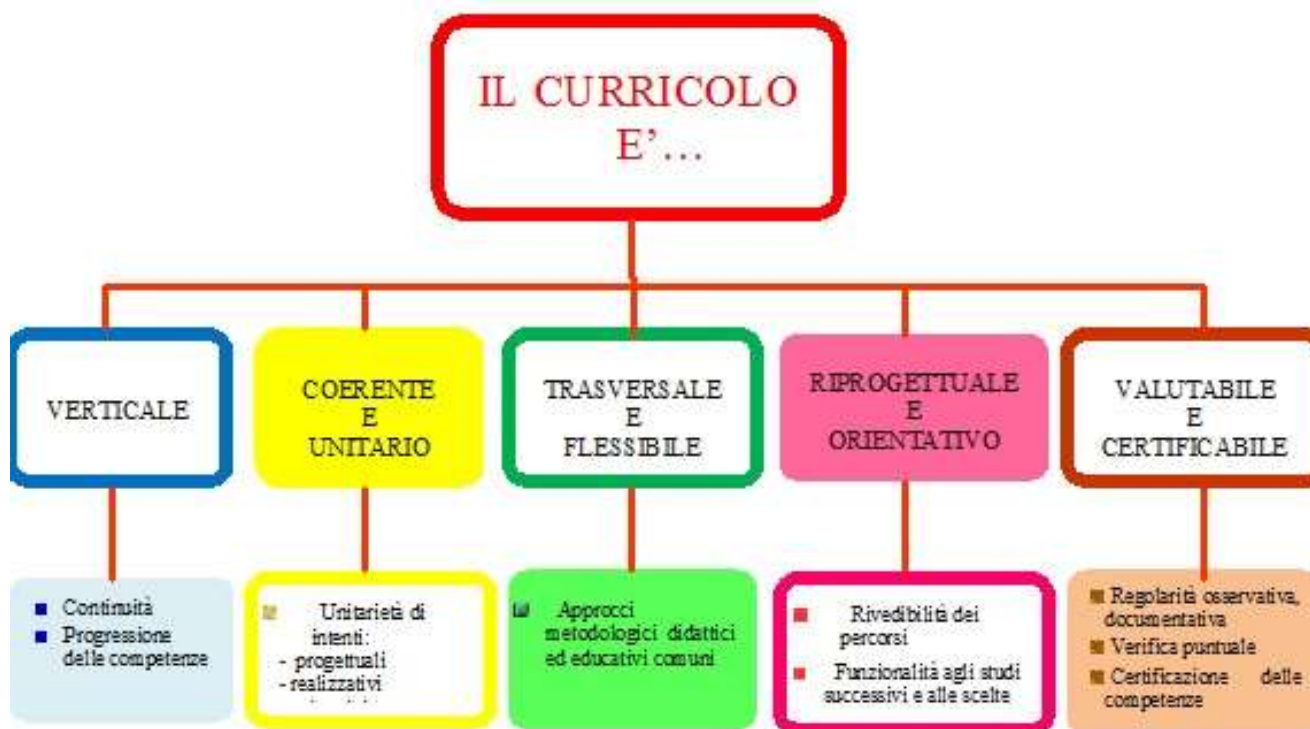 IL CURRICOLO
E’…
VERTICALE
COERENTE
E
UNITARIO
TRASVERSALE
E
FLESSIBILE
RIPROGETTUALE
E
ORIENTATIVO
VALUTABILE
E
CERTIFICABILE
Continuità
Progressione
delle competenze
Unitarietà di
intenti:
- progettuali
- realizzativi
Approcci
metodologici didattici
ed educativi comuni
Rivedibilità dei
percorsi
Funzionalità agli studi
successivi e alle scelte
Regolarità osservativa,
documentativa
Verifica puntuale
Certificazione delle
competenze